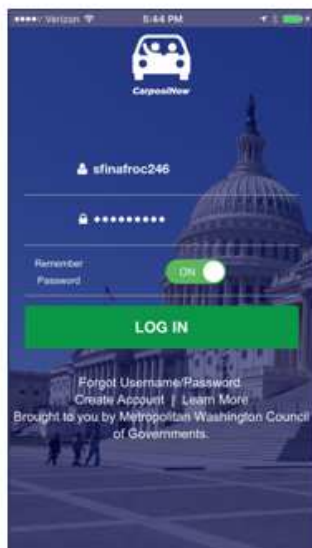 Verizon 5:44 PM
CarpoolNow
sfinafroc246
Remember
Password
ON
LOG IN
Forgot Username/Password
Create Account | Learn More
Brought to you by Metropolitan Washington Council
of Governments.